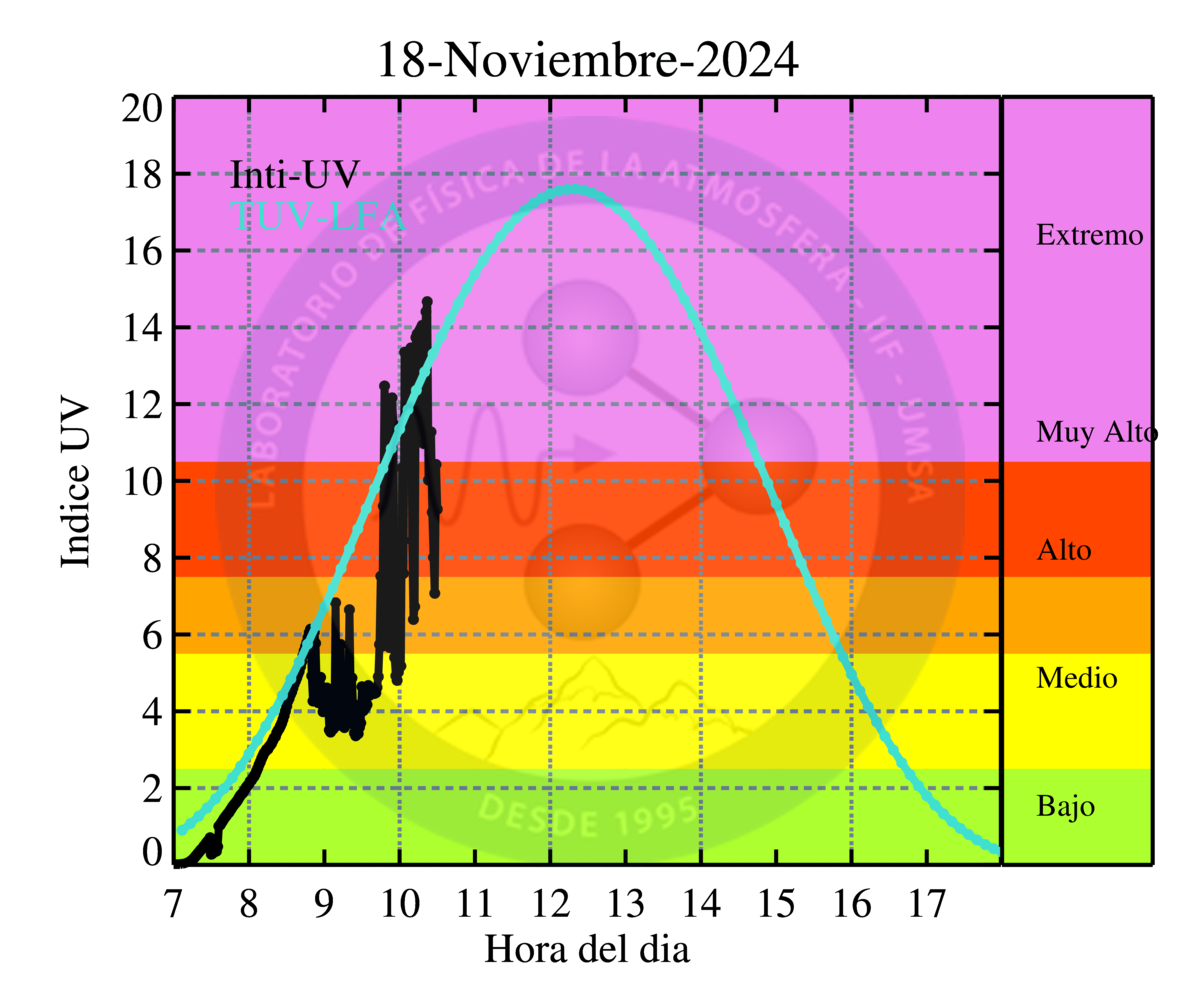 18-Noviembre-2024
20
18
16
14
12
10
8
6
4
2
0
Indice UV
Inti-UV
TUV-LFA
LABORATORIO DE FÍSICA DE LA ATMÓSFERA - IIF - UMSA
DESDE 1995
Extremo
Muy Alto
Alto
Medio
Bajo
7 8 9 10 11 12 13 14 15 16 17
Hora del dia